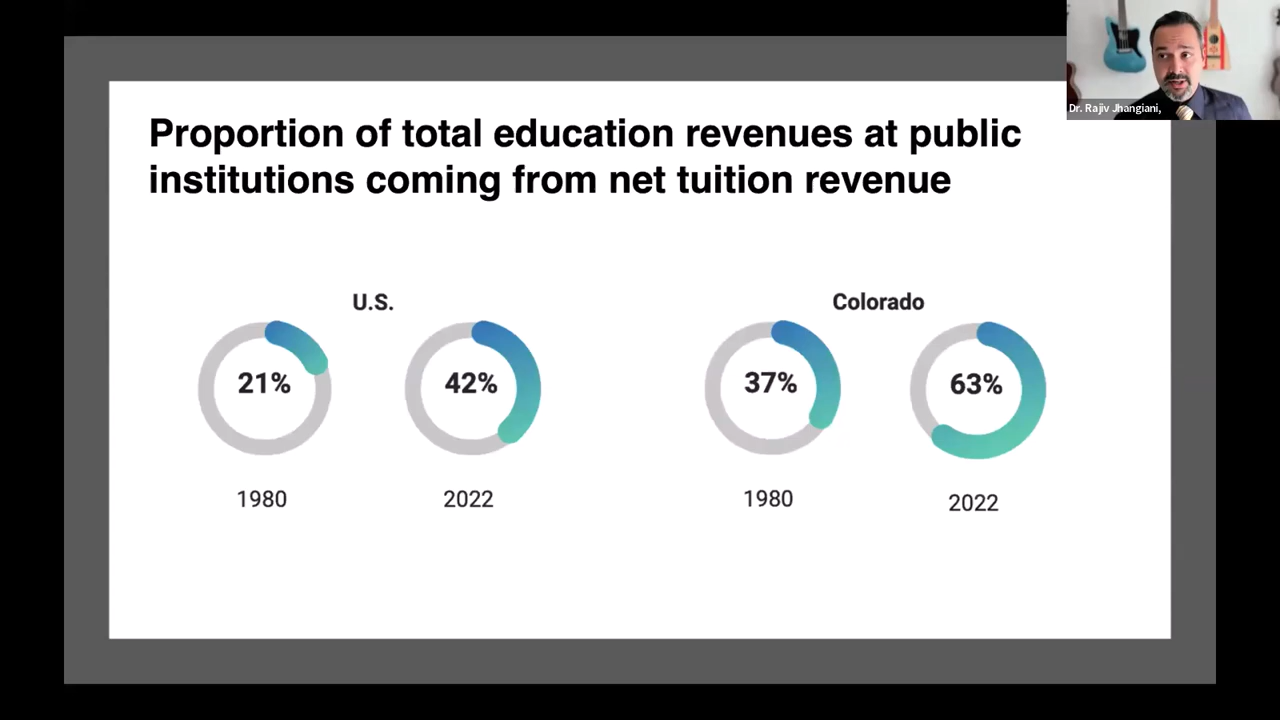 Dr. Rajiv Jhangiani,
Proportion of total education revenues at public
institutions coming from net tuition revenue
U.S.
Colorado
21%
42%
37%
63%
1980
2022
1980
2022